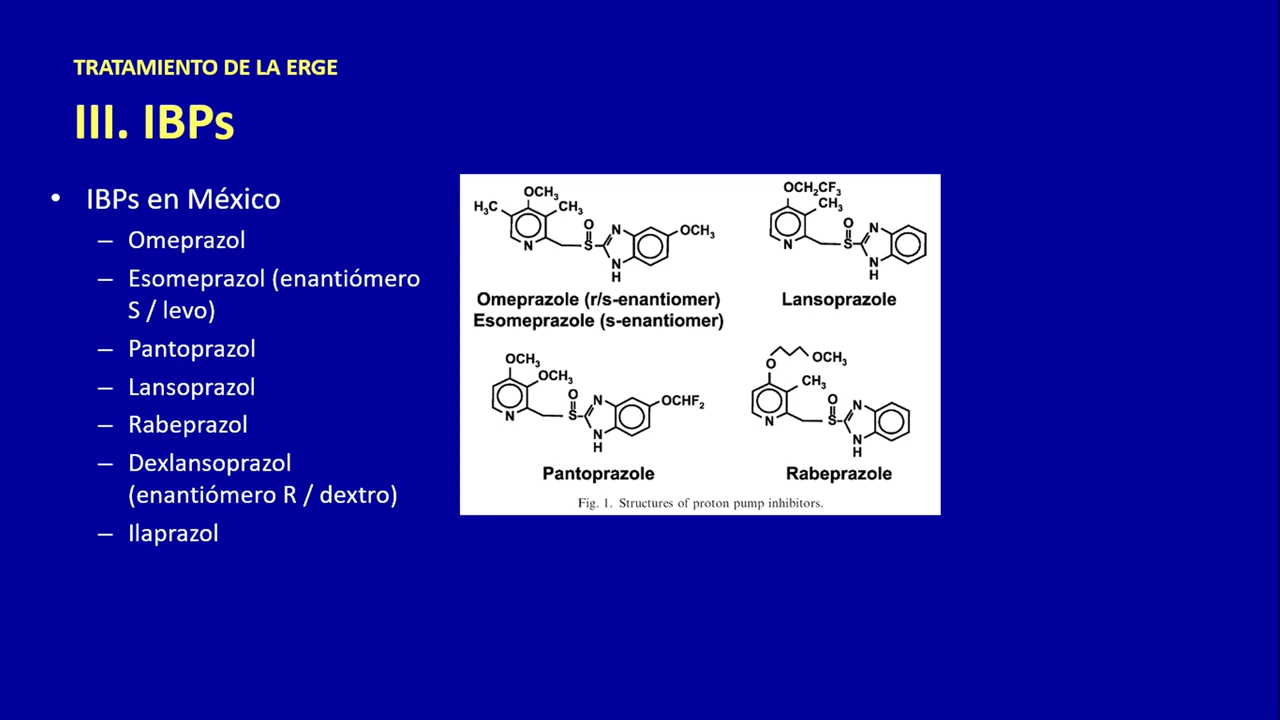 TRATAMIENTO DE LA ERGE
III. IBPs
• IBPs en México
– Omeprazol
– Esomeprazol (enantiómero
S / levo)
– Pantoprazol
– Lansoprazol
– Rabeprazol
– Dexlansoprazol
(enantiómero R / dextro)
– Ilaprazol
OCH3
H3C
CH3
N
O
S
N
N
H
OCH3
Omeprazole (r/s-enantiomer)
Esomeprazole (s-enantiomer)
OCH2CF3
CH3
N
O
S
N
N
H
Lansoprazole
OCH3
OCH3
N
O
S
N
N
H
OCHF2
Pantoprazole
O
OCH3
CH3
N
O
S
N
N
H
Rabeprazole
Fig. 1. Structures of proton pump inhibitors.